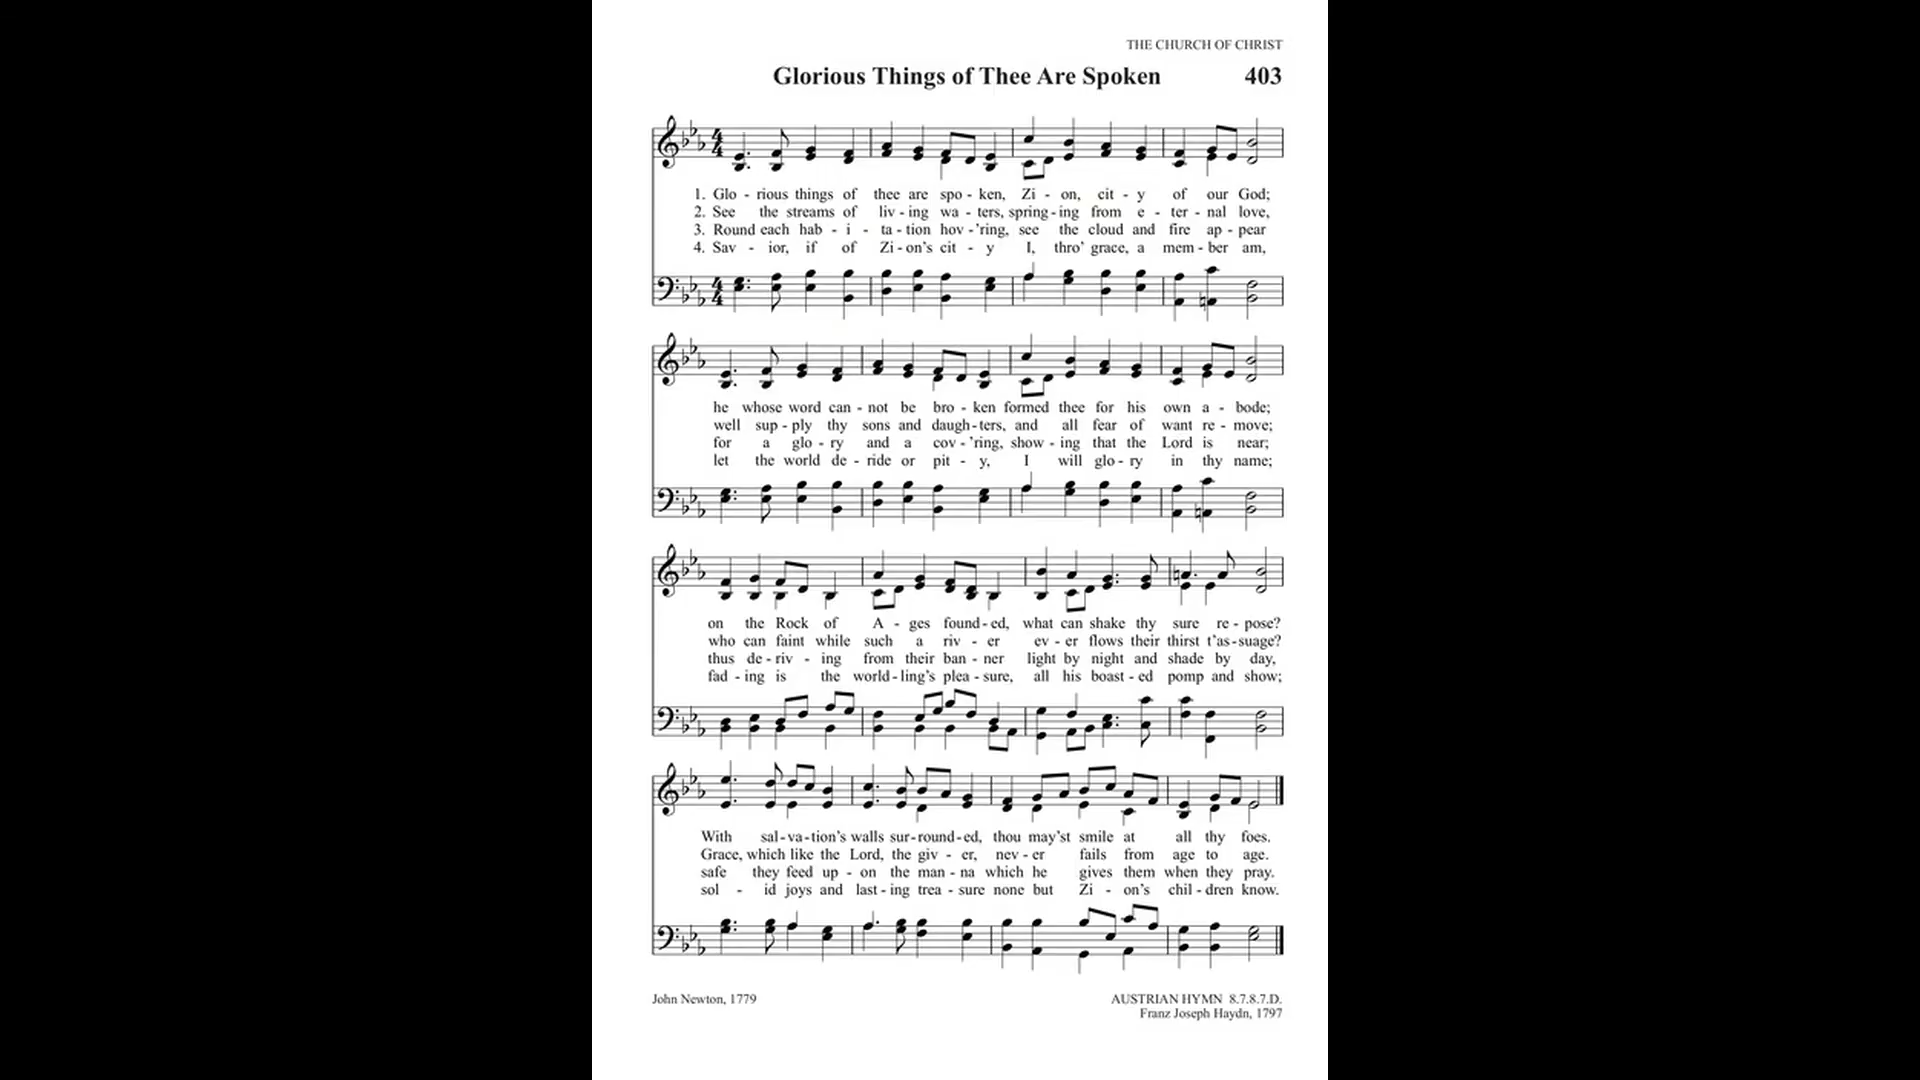 THE CHURCH OF CHRIST
Glorious Things of Thee Are Spoken 403
1. Glo - rious things of thee are spo - ken, Zi - on, cit - y of our God;
2. See the streams of liv - ing wa - ters, spring - ing from e - ter - nal love,
3. Round each hab - i - ta - tion hov - 'ring, see the cloud and fire ap - pear
4. Sav - ior, if of Zi - on's cit - y I, thro' grace, a mem - ber am,
he whose word can - not be bro - ken formed thee for his own a - bode;
well sup - ply thy sons and daugh - ters, and all fear of want re - move;
for a glo - ry and a cov - 'ring, show - ing that the Lord is near;
let the world de - ride or pit - y, I will glo - ry in thy name;
on the Rock of A - ges found - ed, what can shake thy sure re - pose?
who can faint while such a riv - er ev - er flows their thirst t'as - suage?
thus de - riv - ing from their ban - ner light by night and shade by day,
fad - ing is the world - ling's plea - sure, all his boast - ed pomp and show;
With sal - va - tion's walls sur - round - ed, thou may'st smile at all thy foes.
Grace, which like the Lord, the giv - er, nev - er fails from age to age.
safe they feed up - on the man - na which he gives them when they pray.
sol - id joys and last - ing trea - sure none but Zi - on's chil - dren know.
John Newton, 1779
AUSTRIAN HYMN 8.7.8.7.D.
Franz Joseph Haydn, 1797